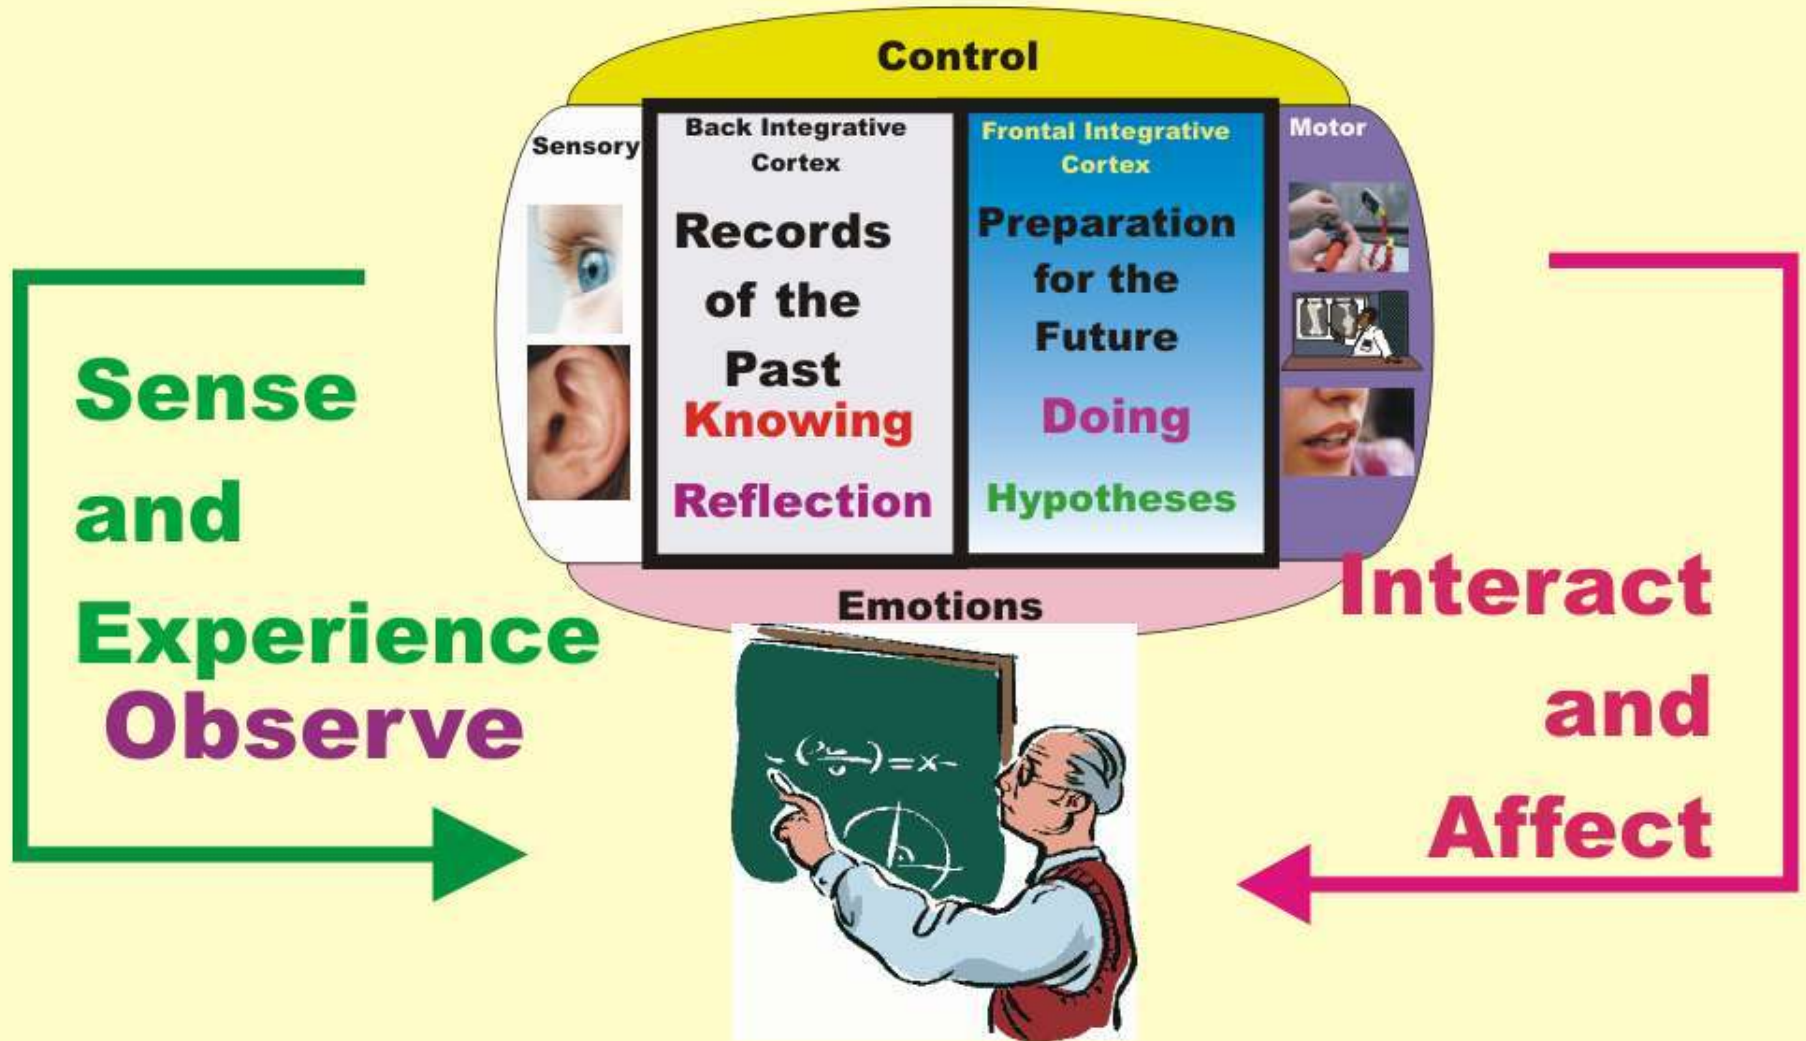 Control
Sensory
Back Integrative
Cortex
Records
of the
Past
Knowing
Reflection
Frontal Integrative
Cortex
Preparation
for the
Future
Doing
Hypotheses
Motor
Emotions
Sense
and
Experience
Observe
Interact
and
Affect